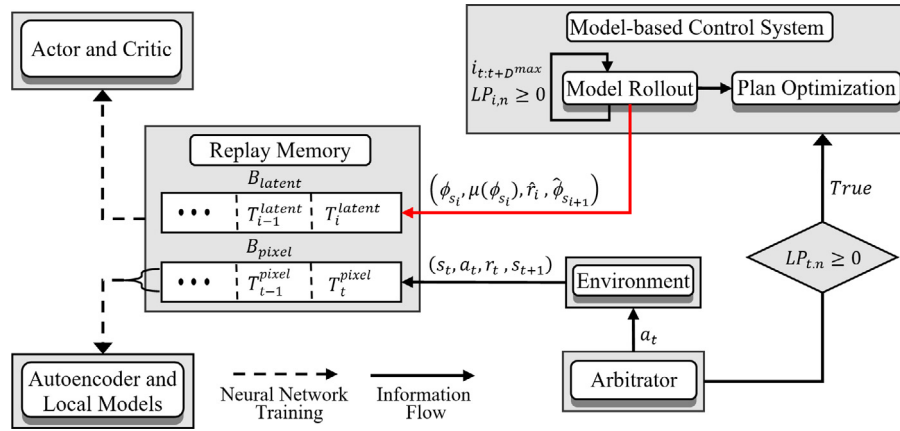 Actor and Critic
Model-based Control System
i_{t:t+D^{max}}
LP_{i,n} ≥ 0
Model Rollout
Plan Optimization
Replay Memory
B_{latent}
• • • T_{i-1}^{latent} T_i^{latent}
(ϕ_{s_i}, μ(ϕ_{s_i}), r̂_i , ϕ̂_{s_{i+1}})
True
B_{pixel}
• • • T_{t-1}^{pixel} T_t^{pixel}
(s_t, a_t, r_t , s_{t+1})
LP_{t.n} ≥ 0
Environment
a_t
Autoencoder and
Local Models
Neural Network
Training
Information
Flow
Arbitrator